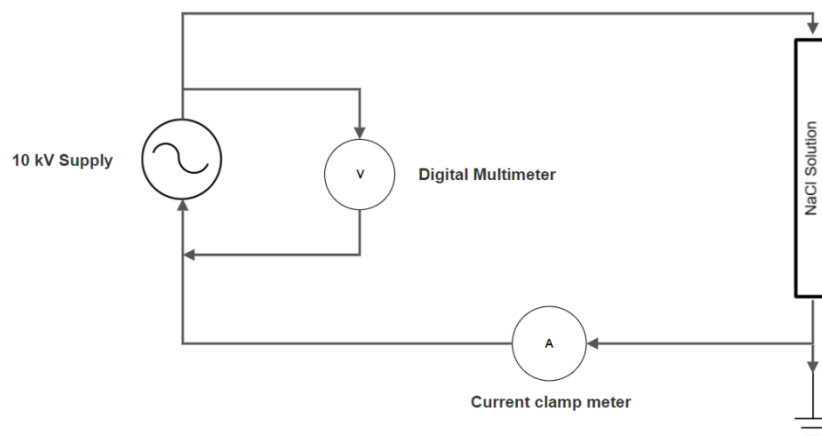 NaCl Solution
10 kV Supply
V
Digital Multimeter
A
Current clamp meter